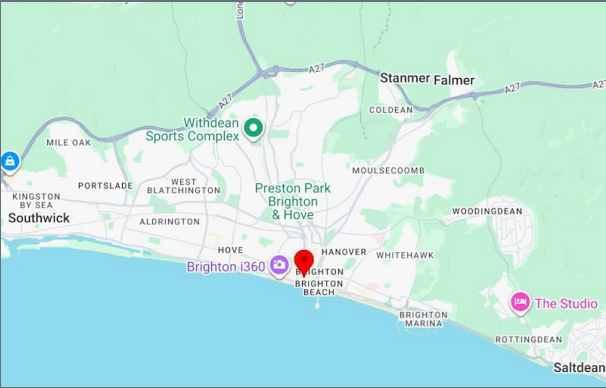 Lon
A27
Stanmer
Falmer
A27
A27
A27
COLDEAN
Withdean
Sports Complex
MILE OAK
MOULSECOOMB
PORTSLADE
WEST
BLATCHINGTON
Preston Park
Brighton
& Hove
KINGSTON
BY SEA
Southwick
ALDRINGTON
WOODINGDEAN
HOVE
HANOVER
WHITEHAWK
Brighton i360
BRIGHTON
BRIGHTON
BEACH
The Studio
BRIGHTON
MARINA
ROTTINGDEAN
Saltdean